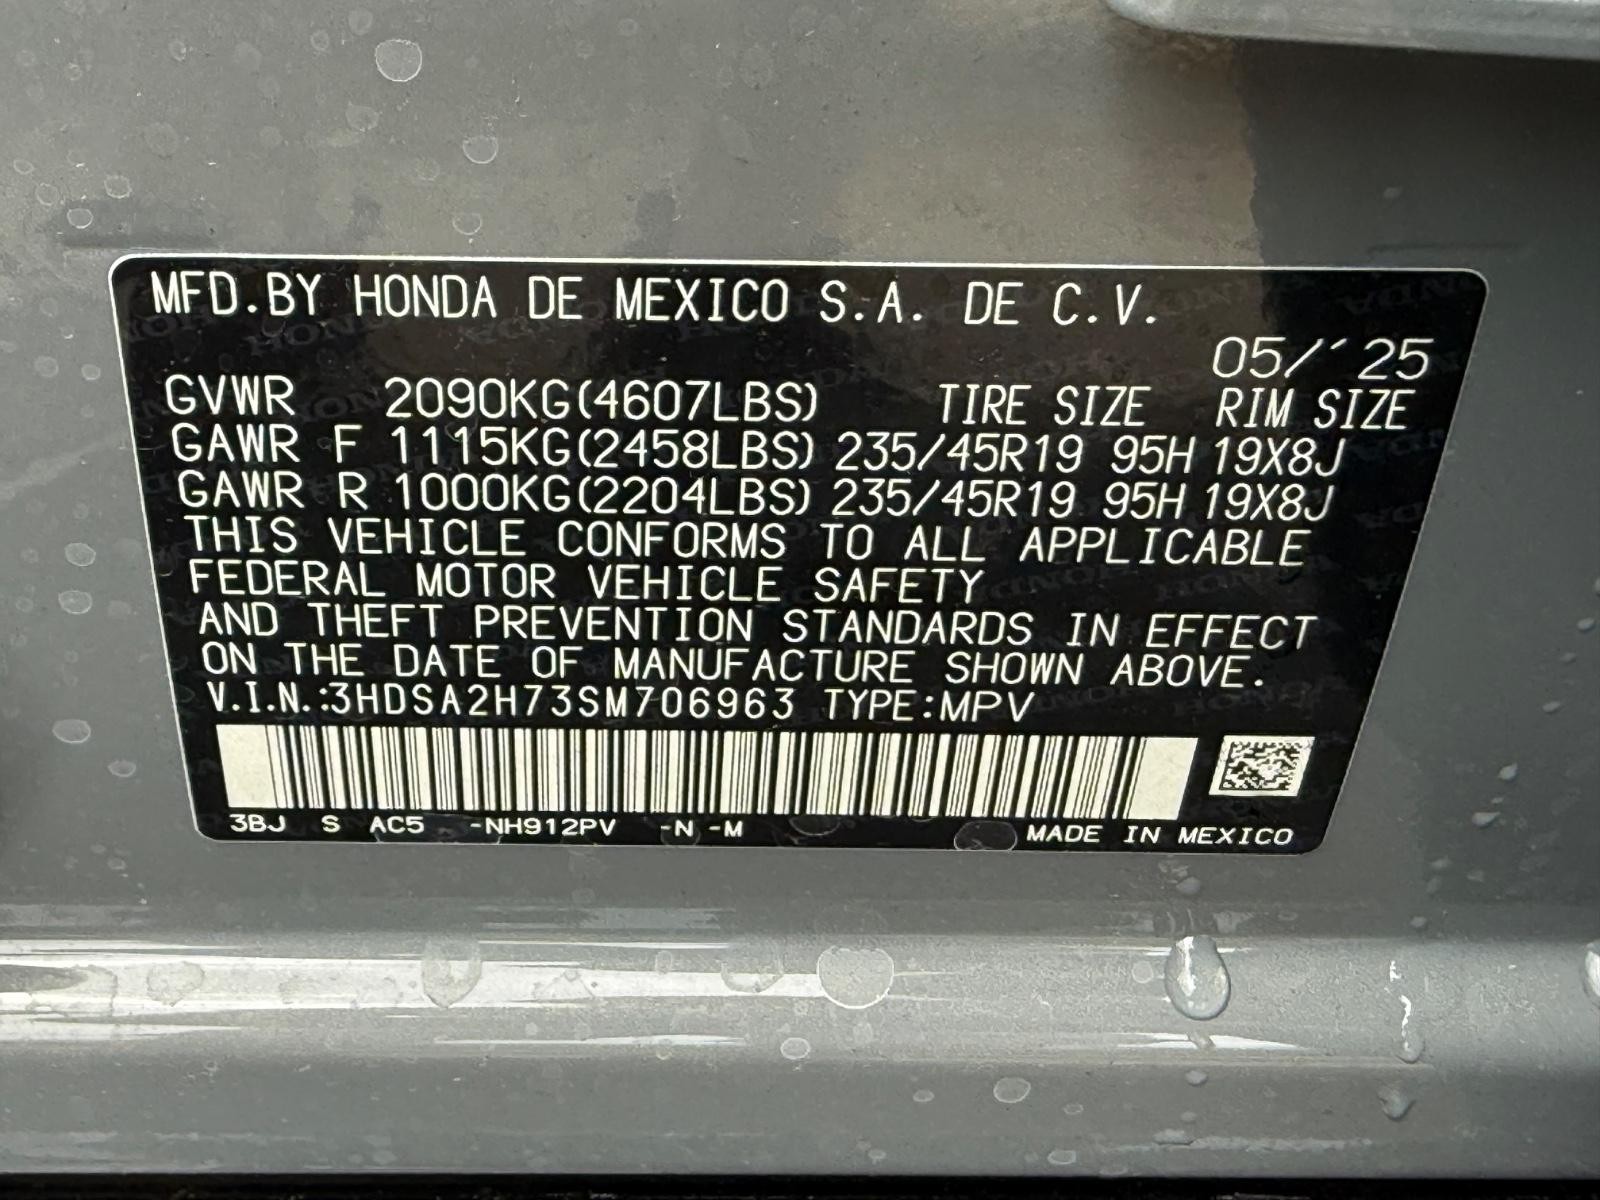 MFD.BY HONDA DE MEXICO S.A. DE C.V.
05/´25
GVWR 2090KG(4607LBS) TIRE SIZE RIM SIZE
GAWR F 1115KG(2458LBS) 235/45R19 95H 19X8J
GAWR R 1000KG(2204LBS) 235/45R19 95H 19X8J
THIS VEHICLE CONFORMS TO ALL APPLICABLE
FEDERAL MOTOR VEHICLE SAFETY
AND THEFT PREVENTION STANDARDS IN EFFECT
ON THE DATE OF MANUFACTURE SHOWN ABOVE.
V.I.N.:3HDSA2H73SM706963 TYPE:MPV
3BJ S AC5 -NH912PV -N -M MADE IN MEXICO